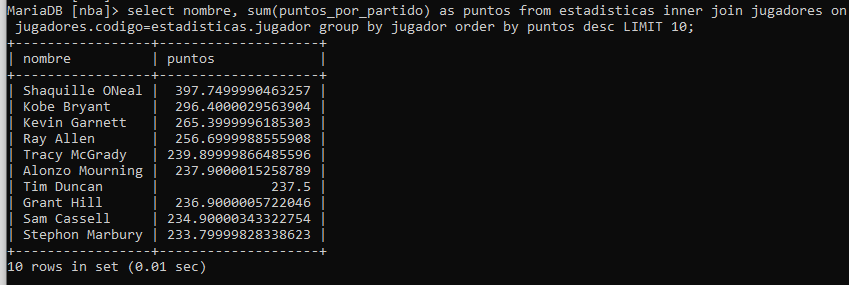 MariaDB [nba]> select nombre, sum(puntos_por_partido) as puntos from estadisticas inner join jugadores on
 jugadores.codigo=estadisticas.jugador group by jugador order by puntos desc LIMIT 10;
+-----------------+--------------------+
| nombre          | puntos             |
+-----------------+--------------------+
| Shaquille ONeal |  397.7499990463257 |
| Kobe Bryant     |  296.4000029563904 |
| Kevin Garnett   |  265.3999996185303 |
| Ray Allen       |  256.6999988555908 |
| Tracy McGrady   | 239.89999866485596 |
| Alonzo Mourning |  237.9000015258789 |
| Tim Duncan      |              237.5 |
| Grant Hill      |  236.9000005722046 |
| Sam Cassell     | 234.90000343322754 |
| Stephon Marbury | 233.79999828338623 |
+-----------------+--------------------+
10 rows in set (0.01 sec)